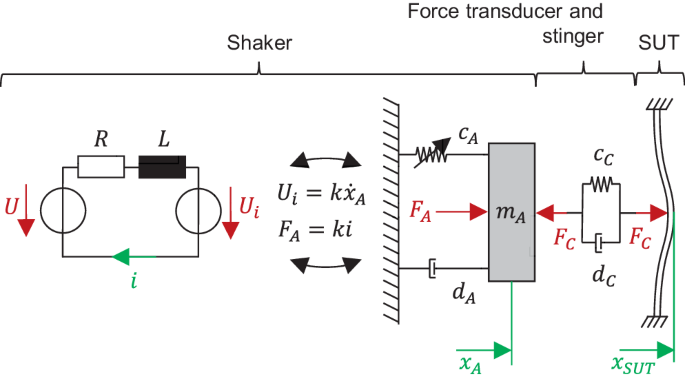 Force transducer and
stinger
Shaker
SUT
R
L
U
U_i
i
U_i = kẋ_A
F_A = ki
c_A
F_A
m_A
d_A
x_A
c_C
F_C
F_C
d_C
x_SUT